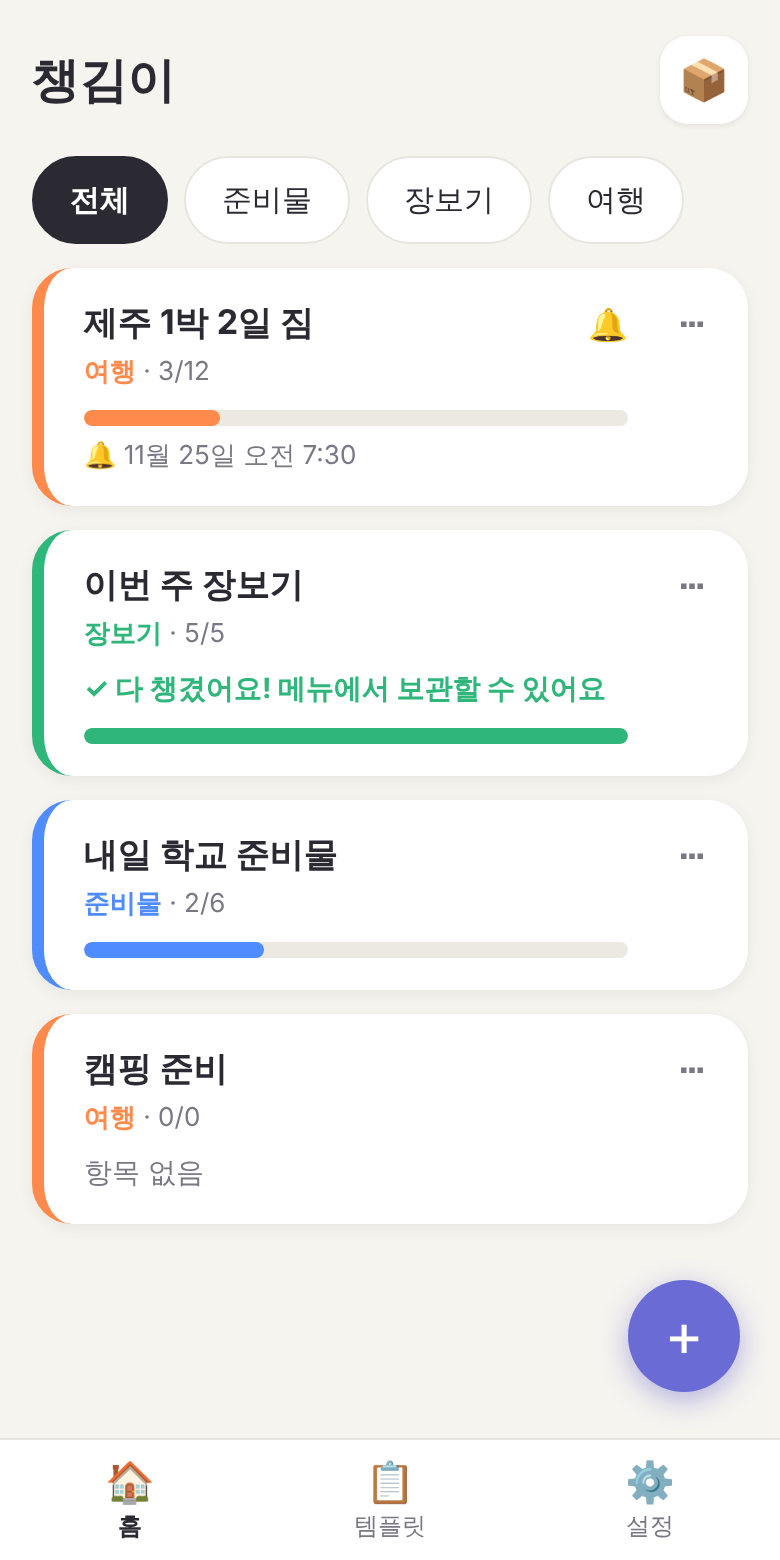 챙김이
전체 준비물 장보기 여행
제주 1박 2일 짐
여행 · 3/12
11월 25일 오전 7:30
이번 주 장보기
장보기 · 5/5
✓ 다 챙겼어요! 메뉴에서 보관할 수 있어요
내일 학교 준비물
준비물 · 2/6
캠핑 준비
여행 · 0/0
항목 없음
+
홈 템플릿 설정